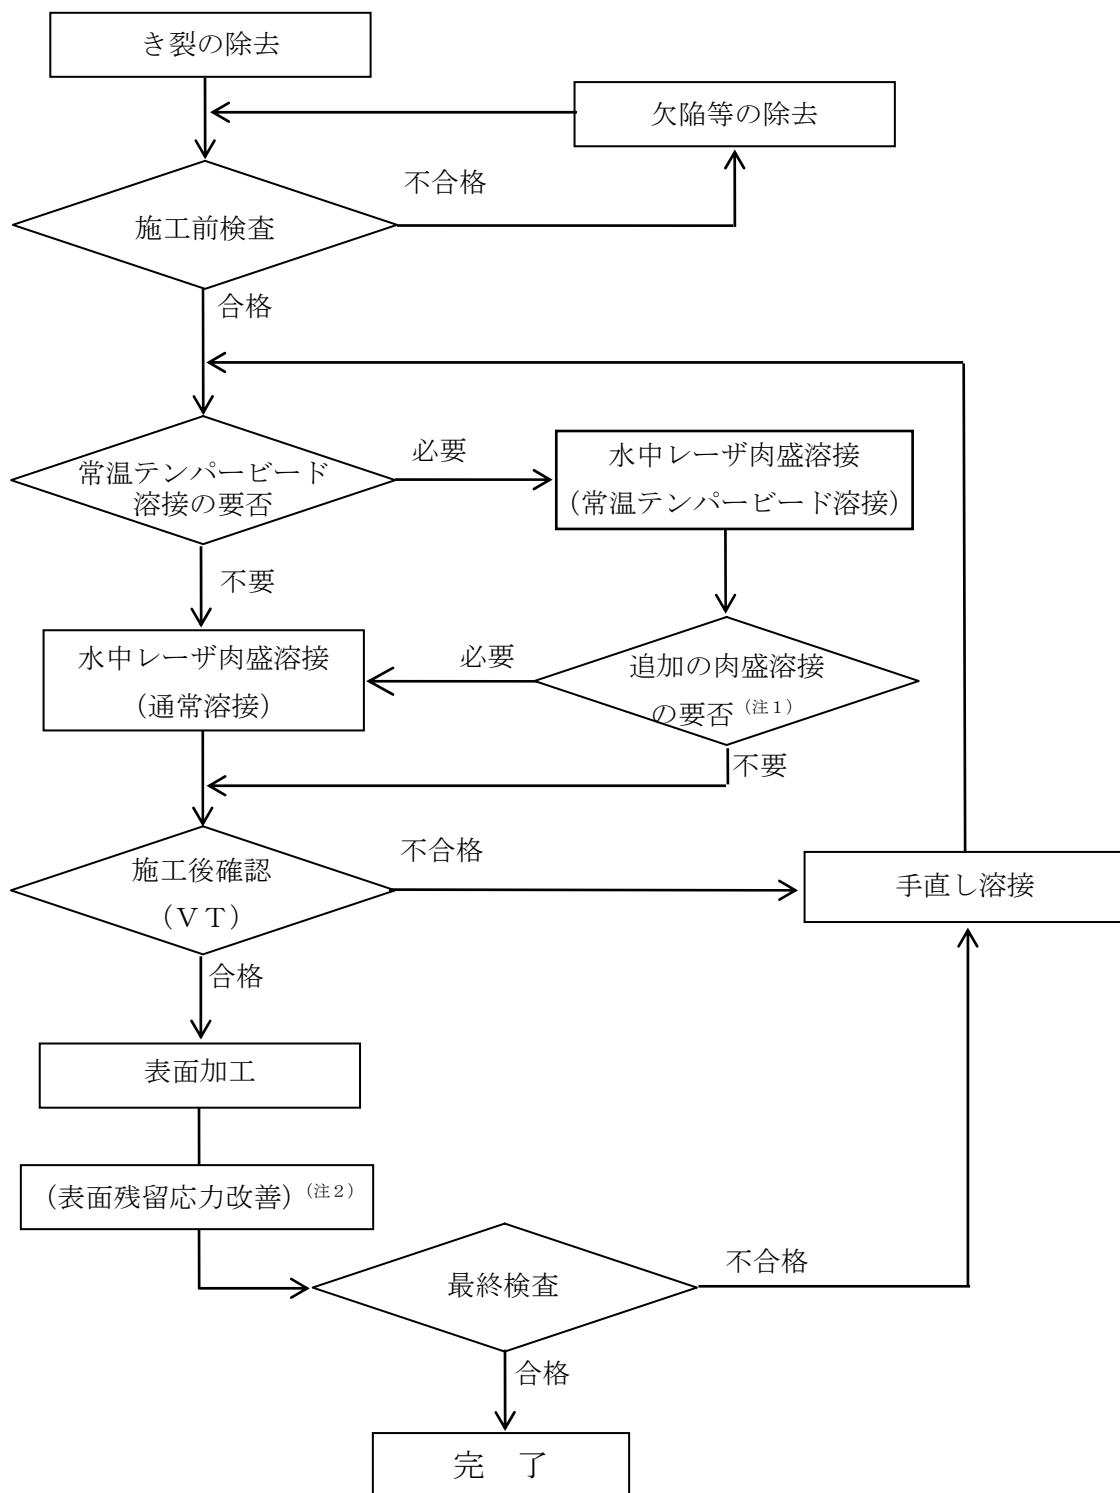 き裂の除去
欠陥等の除去
不合格
施工前検査
合格
常温テンパービード
溶接の要否
必要
水中レーザ肉盛溶接
（常温テンパービード溶接）
不要
水中レーザ肉盛溶接
（通常溶接）
必要
追加の肉盛溶接
の要否（注１）
不要
施工後確認
（ＶＴ）
不合格
手直し溶接
合格
表面加工
（表面残留応力改善）（注２）
最終検査
不合格
合格
完　了